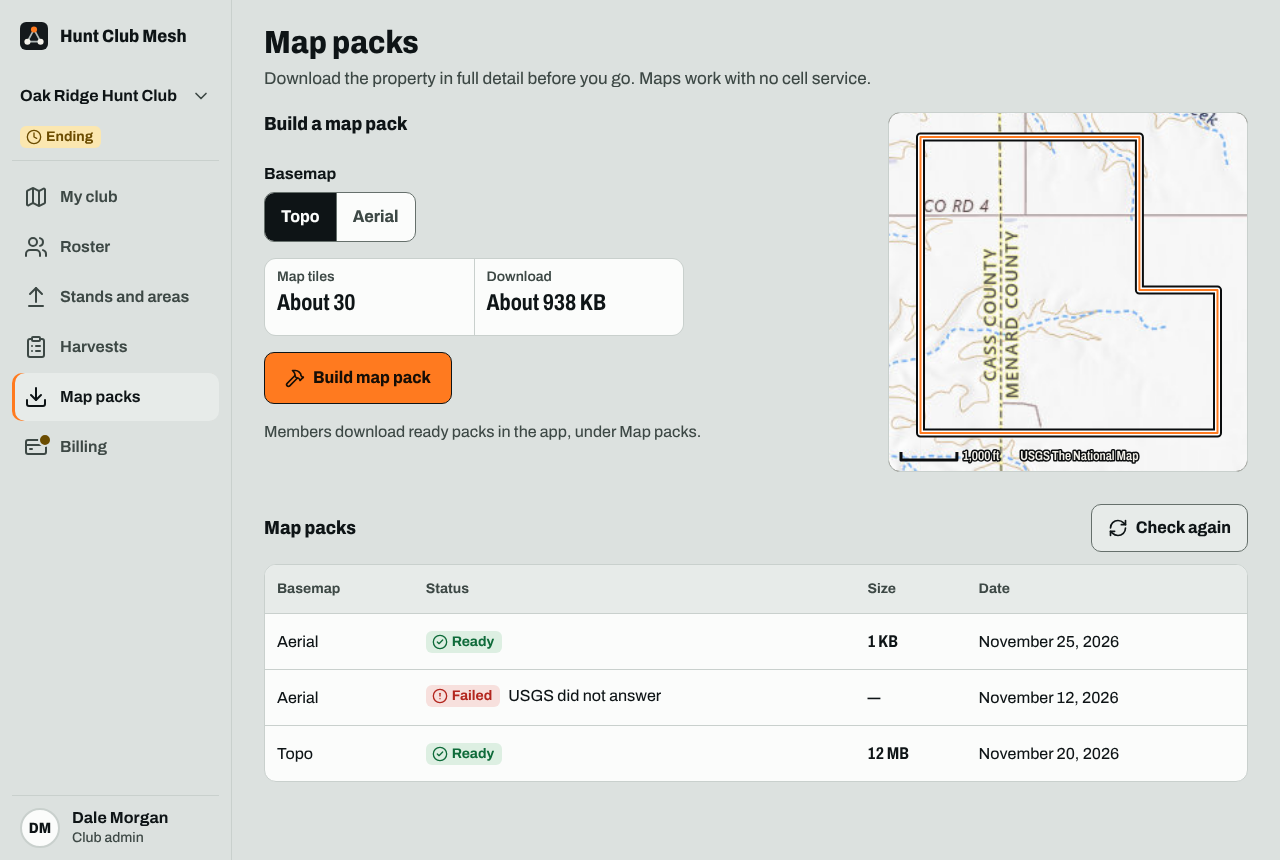 Hunt Club Mesh
Oak Ridge Hunt Club
Ending
My club
Roster
Stands and areas
Harvests
Map packs
Billing
DM
Dale Morgan
Club admin
Map packs
Download the property in full detail before you go. Maps work with no cell service.
Build a map pack
Basemap
Topo Aerial
Map tiles Download
About 30 About 938 KB
Build map pack
Members download ready packs in the app, under Map packs.
CO RD 4
CASS COUNTY
MENARD COUNTY
1,000 ft USGS The National Map
Map packs
Check again
Basemap Status Size Date
Aerial Ready 1 KB November 25, 2026
Aerial Failed USGS did not answer — November 12, 2026
Topo Ready 12 MB November 20, 2026